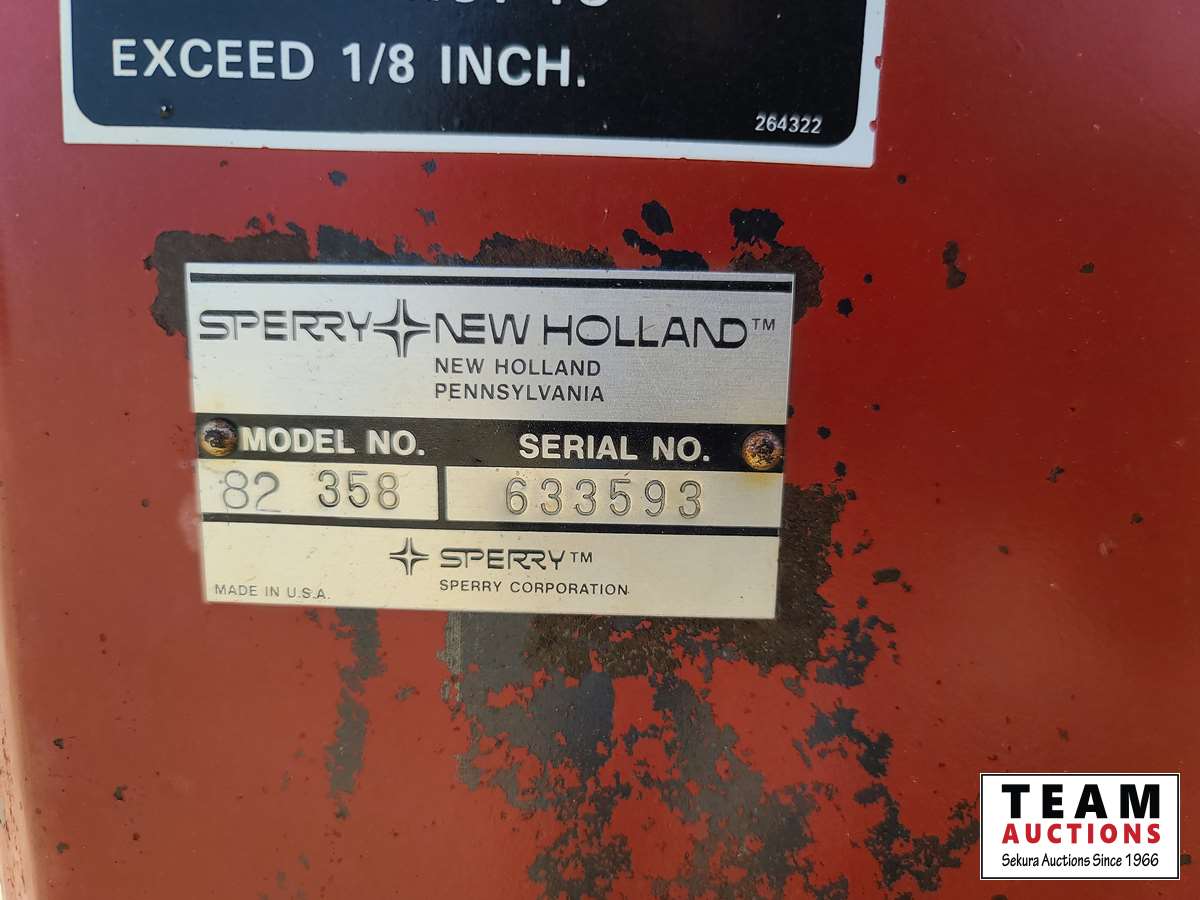 EXCEED 1/8 INCH.
264322
SPERRY NEW HOLLAND™
NEW HOLLAND
PENNSYLVANIA
MODEL NO. SERIAL NO.
82 358 633593
SPERRY™
SPERRY CORPORATION
MADE IN U.S.A.
TEAM
AUCTIONS
Sekura Auctions Since 1966